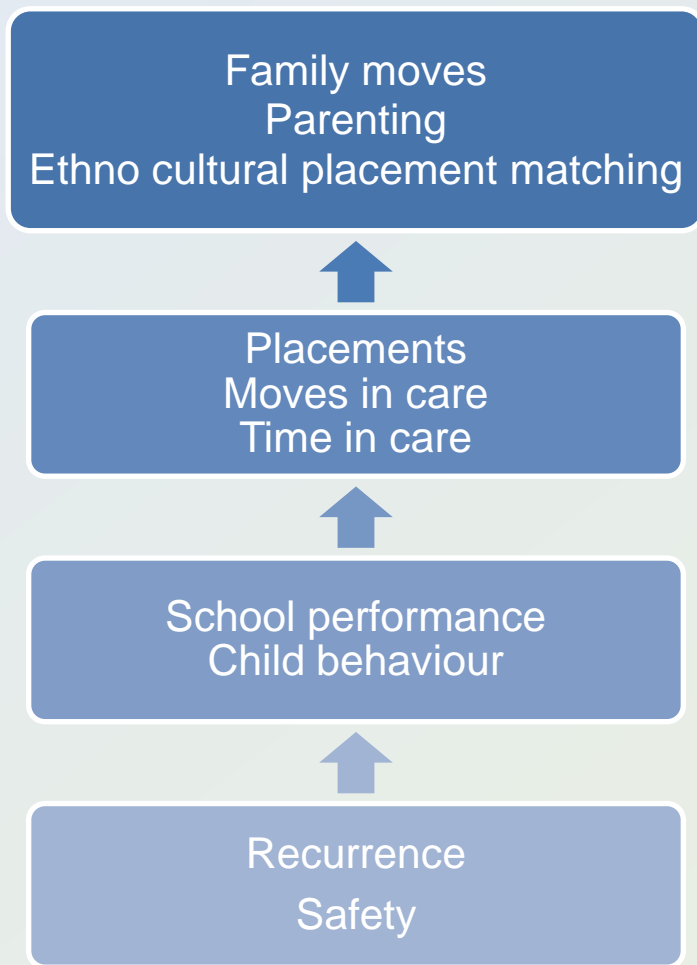 Family moves
Parenting
Ethno cultural placement matching
Placements
Moves in care
Time in care
School performance
Child behaviour
Recurrence
Safety